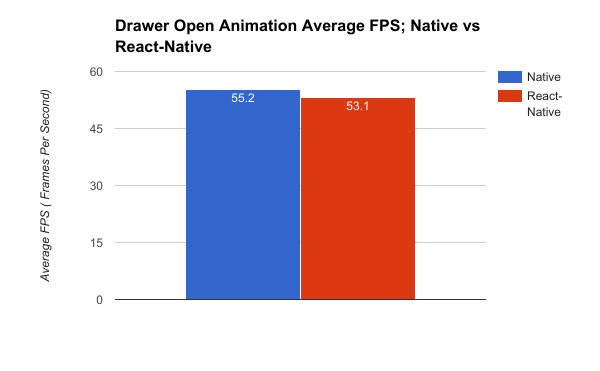 Drawer Open Animation Average FPS; Native vs
React-Native
60
45
30
15
0
Average FPS ( Frames Per Second)
55.2
53.1
Native
React-
Native